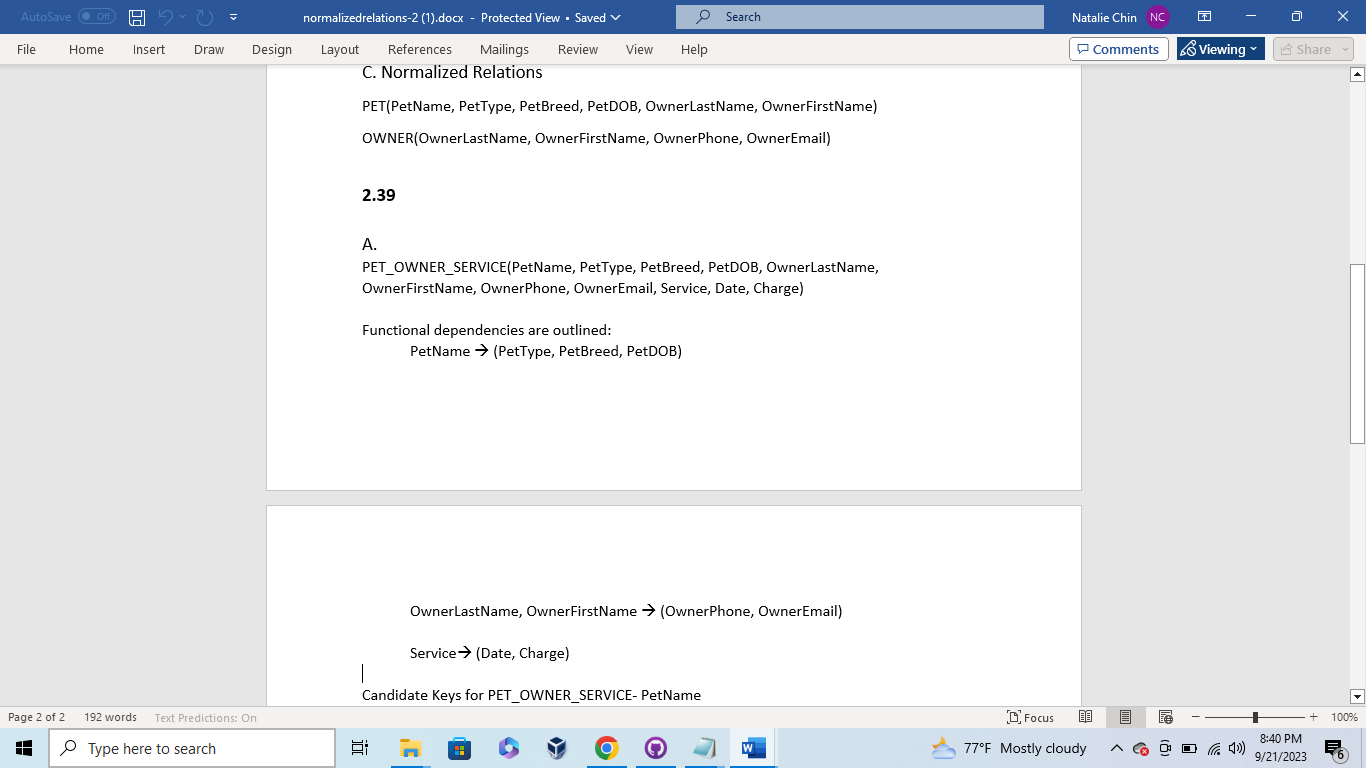 AutoSave Off normalizedrelations-2 (1).docx - Protected View • Saved Search Natalie Chin NC
File Home Insert Draw Design Layout References Mailings Review View Help Comments Viewing Share
C. Normalized Relations
PET(PetName, PetType, PetBreed, PetDOB, OwnerLastName, OwnerFirstName)
OWNER(OwnerLastName, OwnerFirstName, OwnerPhone, OwnerEmail)
2.39
A.
PET_OWNER_SERVICE(PetName, PetType, PetBreed, PetDOB, OwnerLastName,
OwnerFirstName, OwnerPhone, OwnerEmail, Service, Date, Charge)
Functional dependencies are outlined:
PetName → (PetType, PetBreed, PetDOB)
OwnerLastName, OwnerFirstName → (OwnerPhone, OwnerEmail)
Service→ (Date, Charge)
Candidate Keys for PET_OWNER_SERVICE- PetName
Page 2 of 2 192 words Text Predictions: On Focus 100%
Type here to search W 77°F Mostly cloudy 8:40 PM
9/21/2023 6